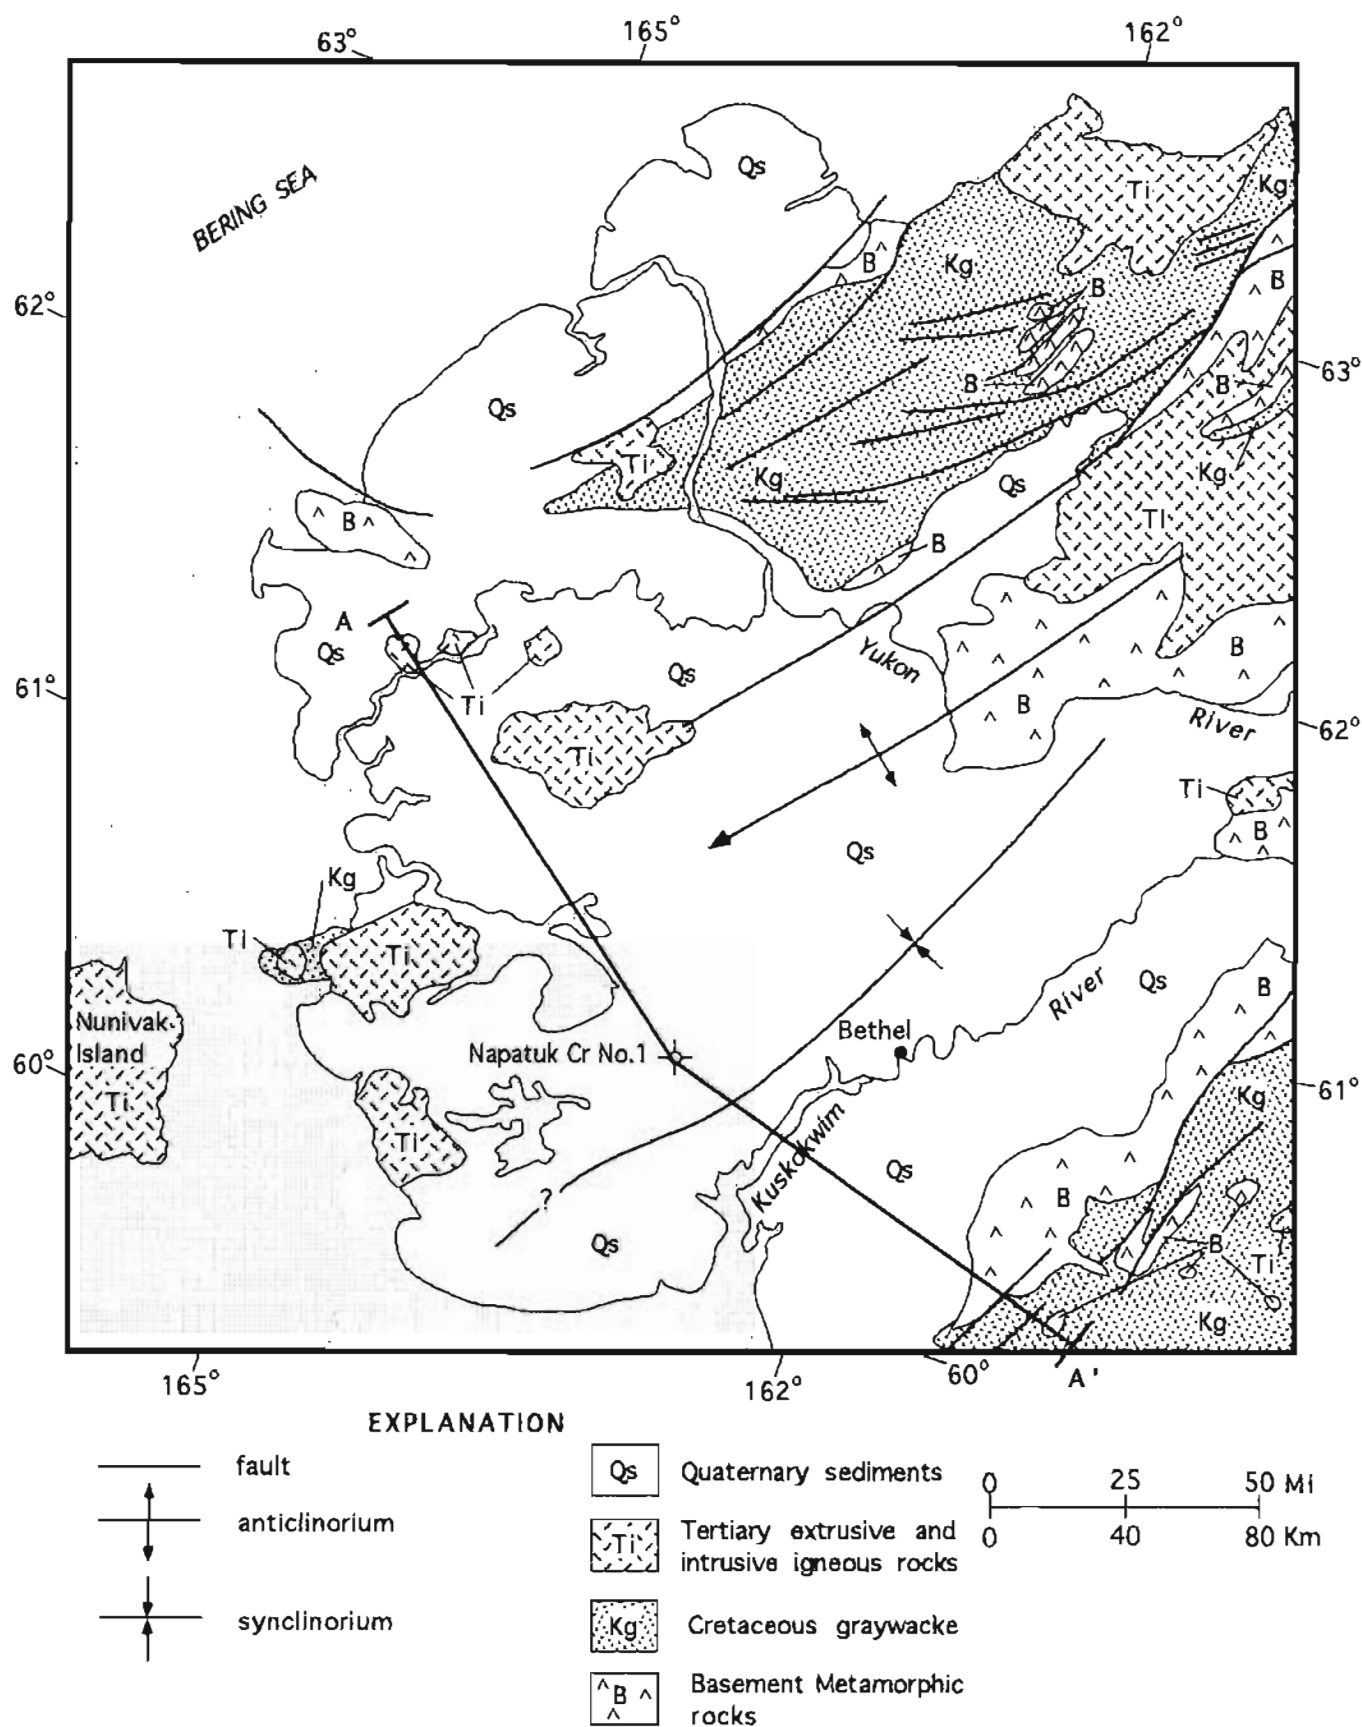 63°
165°
162°
BERING SEA
Qs
Ti
Kg
B
Kg
B
B
62°
B
63°
B
Qs
B
Ti
Kg
Kg
Qs
TI
B
B
A
Qs
Ti
Qs
Yukon
B
61°
B
River
62°
Ti
Ti
B
Qs
Kg
Ti
Ti
Qs
B
River
Nunivak
Island
Bethel
Napatuk Cr No.1
60°
61°
Ti
Kg
Ti
Kuskokwim
Qs
B
?
Qs
B
Ti
Kg
165°
162°
60°
A'
EXPLANATION
fault
anticlinorium
synclinorium
Qs Quaternary sediments
Ti Tertiary extrusive and
intrusive igneous rocks
Kg Cretaceous graywacke
B Basement Metamorphic
rocks
0 25 50 Mi
0 40 80 Km